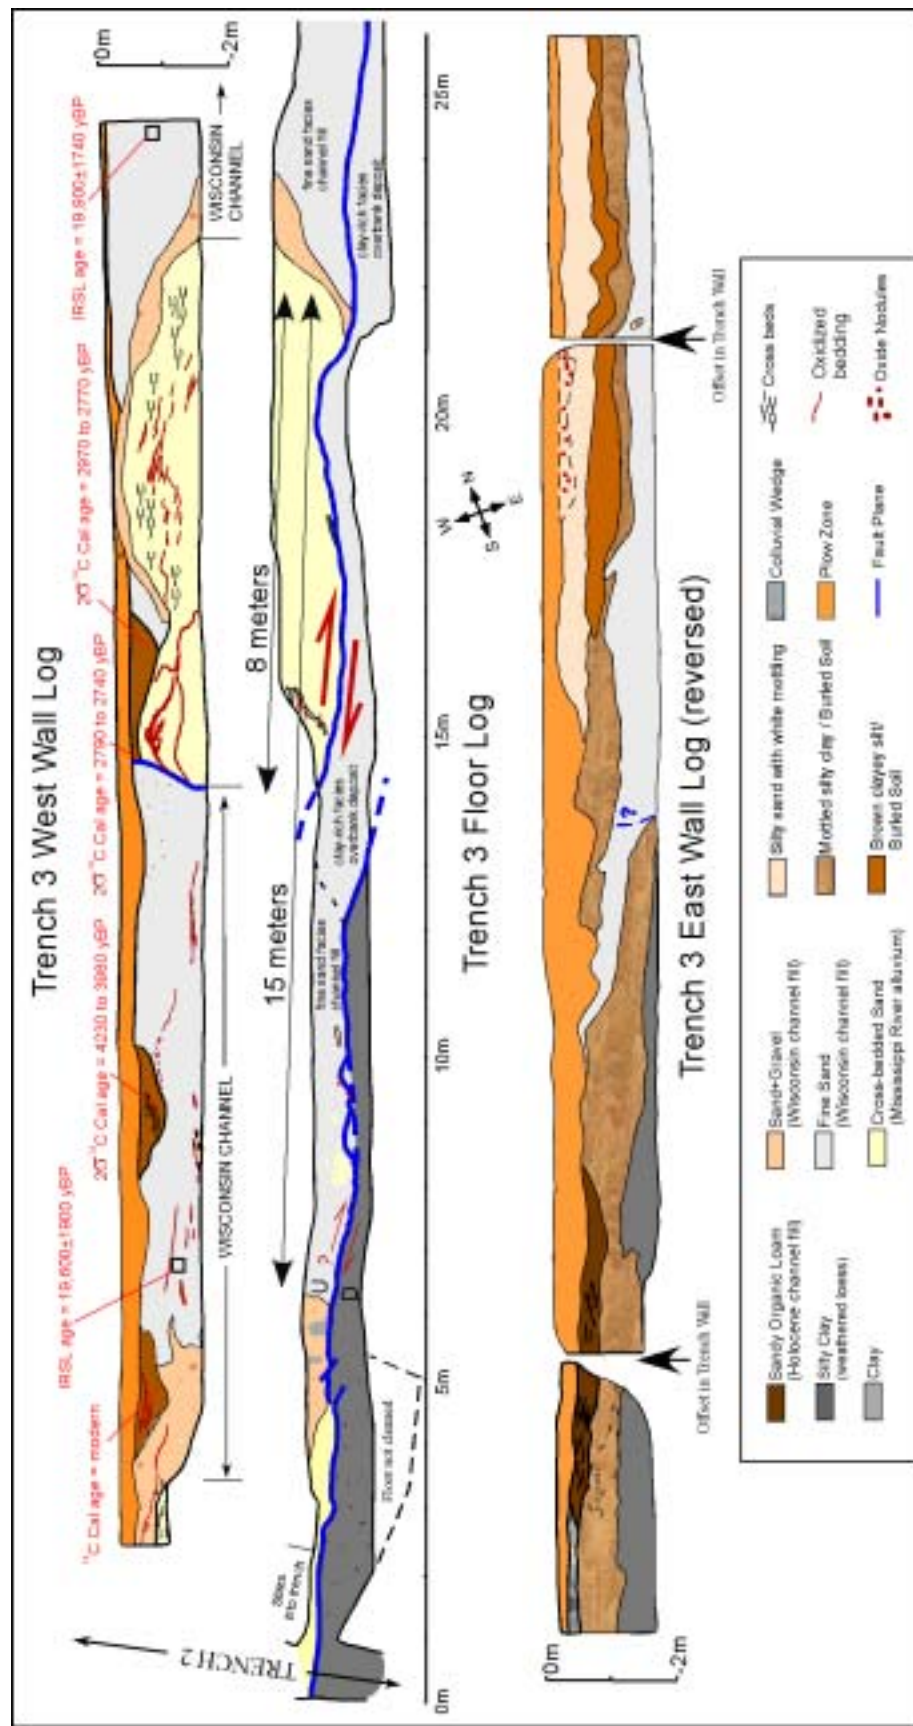 Trench 3 West Wall Log
¹⁴C Cal age = modern
IRSL age = 19,600±1900 yBP
2σ ¹⁴C Cal age = 4230 to 3980 yBP
2σ ¹⁴C Cal age = 2790 to 2740 yBP
2σ ¹⁴C Cal age = 2970 to 2770 yBP
IRSL age = 19,900±1740 yBP
0m
-2m
WISCONSIN CHANNEL
WISCONSIN
CHANNEL
8 meters
15 meters
TRENCH 2
Slides
into trench
U
?
fine sand facies
channel fill
clay-rich facies
overbank deposit
fine sand facies
channel fill
clay-rich facies
overbank deposit
Floor not cleaned
0m
5m
10m
15m
20m
25m
Trench 3 Floor Log
W
N
S
E
Trench 3 East Wall Log (reversed)
0m
-2m
Offset in Trench Wall
Offset in Trench Wall
?
Sandy Organic Loam
(Holocene channel fill)
Silty Clay
(weathered loess)
Clay
Sand+Gravel
(Wisconsin channel fill)
Fine Sand
(Wisconsin channel fill)
Cross-bedded Sand
(Mississippi River alluvium)
Silty sand with white mottling
Mottled silty clay / Buried Soil
Brown clayey silt/
Buried Soil
Colluvial Wedge
Plow Zone
Fault Plane
Cross beds
Oxidized
bedding
Oxide Nodules